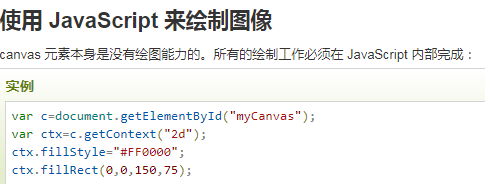 使用 JavaScript 来绘制图像
canvas 元素本身是没有绘图能力的。所有的绘制工作必须在 JavaScript 内部完成：
实例
var c=document.getElementById("myCanvas");
var ctx=c.getContext("2d");
ctx.fillStyle="#FF0000";
ctx.fillRect(0,0,150,75);